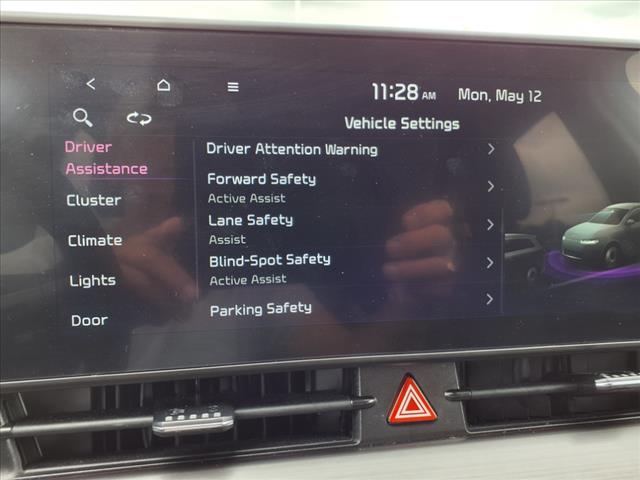 11:28 AM
Mon, May 12
Vehicle Settings
Driver
Assistance
Cluster
Climate
Lights
Door
Driver Attention Warning
Forward Safety
Active Assist
Lane Safety
Assist
Blind-Spot Safety
Active Assist
Parking Safety